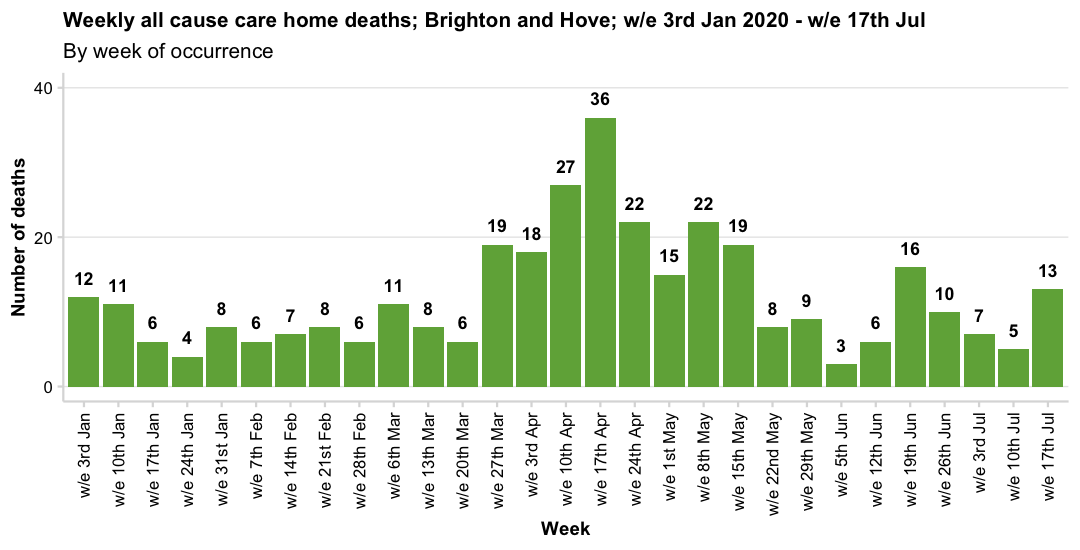 Weekly all cause care home deaths; Brighton and Hove; w/e 3rd Jan 2020 - w/e 17th Jul
By week of occurrence
Number of deaths
40
20
0
12
11
6
4
8
6
7
8
6
11
8
6
19
18
27
36
22
15
22
19
8
9
3
6
16
10
7
5
13
w/e 3rd Jan
w/e 10th Jan
w/e 17th Jan
w/e 24th Jan
w/e 31st Jan
w/e 7th Feb
w/e 14th Feb
w/e 21st Feb
w/e 28th Feb
w/e 6th Mar
w/e 13th Mar
w/e 20th Mar
w/e 27th Mar
w/e 3rd Apr
w/e 10th Apr
w/e 17th Apr
w/e 24th Apr
w/e 1st May
w/e 8th May
w/e 15th May
w/e 22nd May
w/e 29th May
w/e 5th Jun
w/e 12th Jun
w/e 19th Jun
w/e 26th Jun
w/e 3rd Jul
w/e 10th Jul
w/e 17th Jul
Week